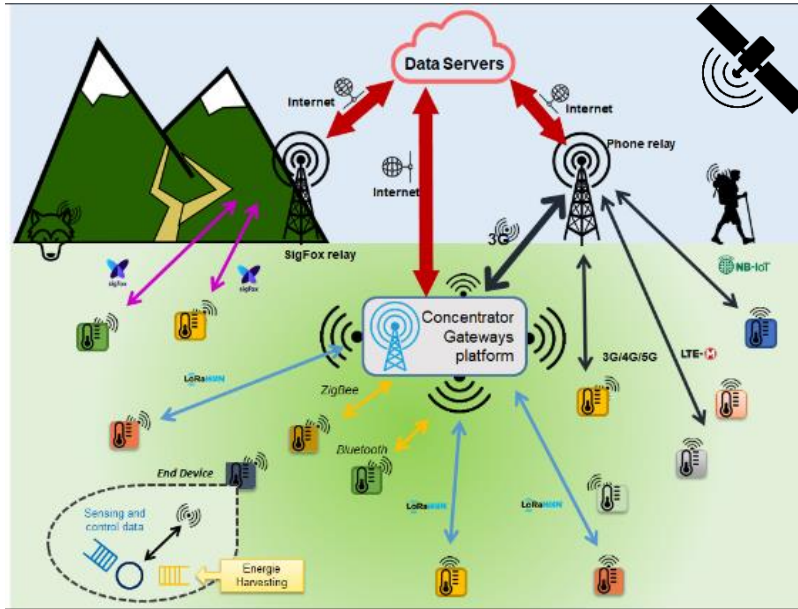 Data Servers
Internet
Internet
Phone relay
Internet
3G
SigFox relay
sigfox
sigfox
NB-IoT
Concentrator
Gateways
platform
3G/4G/5G
LTE-M
LoRaWAN
ZigBee
Bluetooth
End Device
LoRaWAN
LoRaWAN
Sensing and
control data
Energie
Harvesting